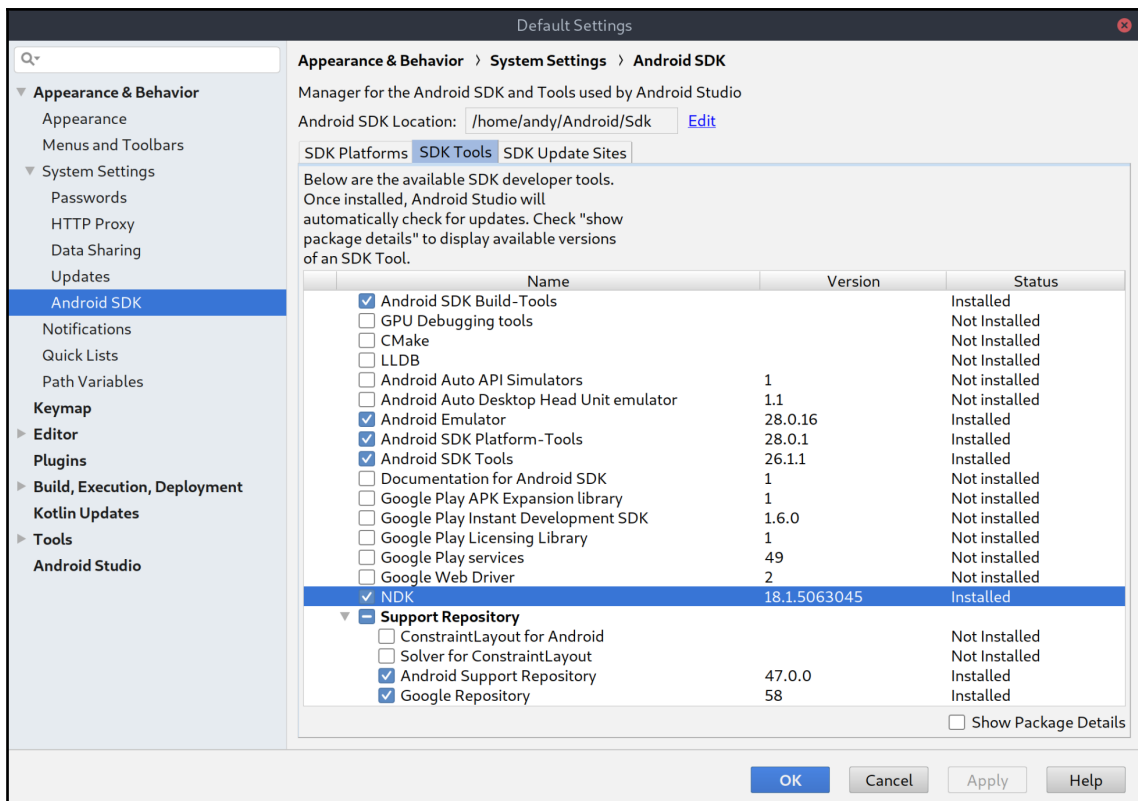 Default Settings
Appearance & Behavior
Appearance
Menus and Toolbars
System Settings
Passwords
HTTP Proxy
Data Sharing
Updates
Android SDK
Notifications
Quick Lists
Path Variables
Keymap
Editor
Plugins
Build, Execution, Deployment
Kotlin Updates
Tools
Android Studio
Appearance & Behavior › System Settings › Android SDK
Manager for the Android SDK and Tools used by Android Studio
Android SDK Location: /home/andy/Android/Sdk Edit
SDK Platforms SDK Tools SDK Update Sites
Below are the available SDK developer tools.
Once installed, Android Studio will
automatically check for updates. Check "show
package details" to display available versions
of an SDK Tool.
Name Version Status
Android SDK Build-Tools Installed
GPU Debugging tools Not Installed
CMake Not Installed
LLDB Not Installed
Android Auto API Simulators 1 Not installed
Android Auto Desktop Head Unit emulator 1.1 Not installed
Android Emulator 28.0.16 Installed
Android SDK Platform-Tools 28.0.1 Installed
Android SDK Tools 26.1.1 Installed
Documentation for Android SDK 1 Not installed
Google Play APK Expansion library 1 Not installed
Google Play Instant Development SDK 1.6.0 Not installed
Google Play Licensing Library 1 Not installed
Google Play services 49 Not installed
Google Web Driver 2 Not installed
NDK 18.1.5063045 Installed
Support Repository
ConstraintLayout for Android Not Installed
Solver for ConstraintLayout Not Installed
Android Support Repository 47.0.0 Installed
Google Repository 58 Installed
Show Package Details
OK Cancel Apply Help